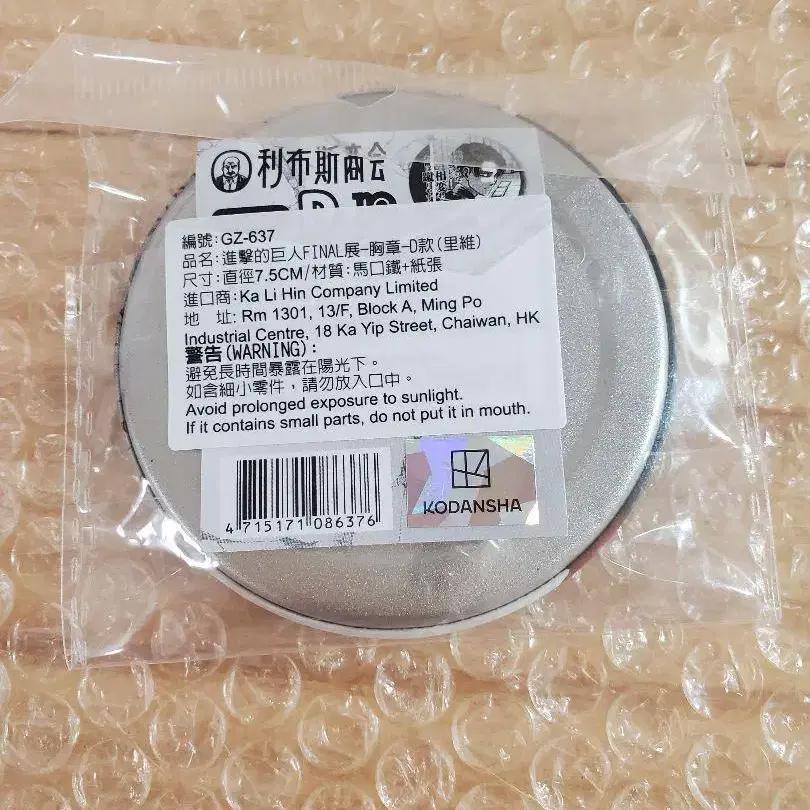 利布斯商会
編號:GZ-637
品名:進擊的巨人FINAL展-胸章-D款(里維)
尺寸:直徑7.5CM/材質:馬口鐵+紙張
進口商:Ka Li Hin Company Limited
地 址: Rm 1301, 13/F, Block A, Ming Po
Industrial Centre, 18 Ka Yip Street, Chaiwan, HK
警告(WARNING):
避免長時間暴露在陽光下。
如含細小零件，請勿放入口中。
Avoid prolonged exposure to sunlight.
If it contains small parts, do not put it in mouth.
4 715171 086376
KODANSHA